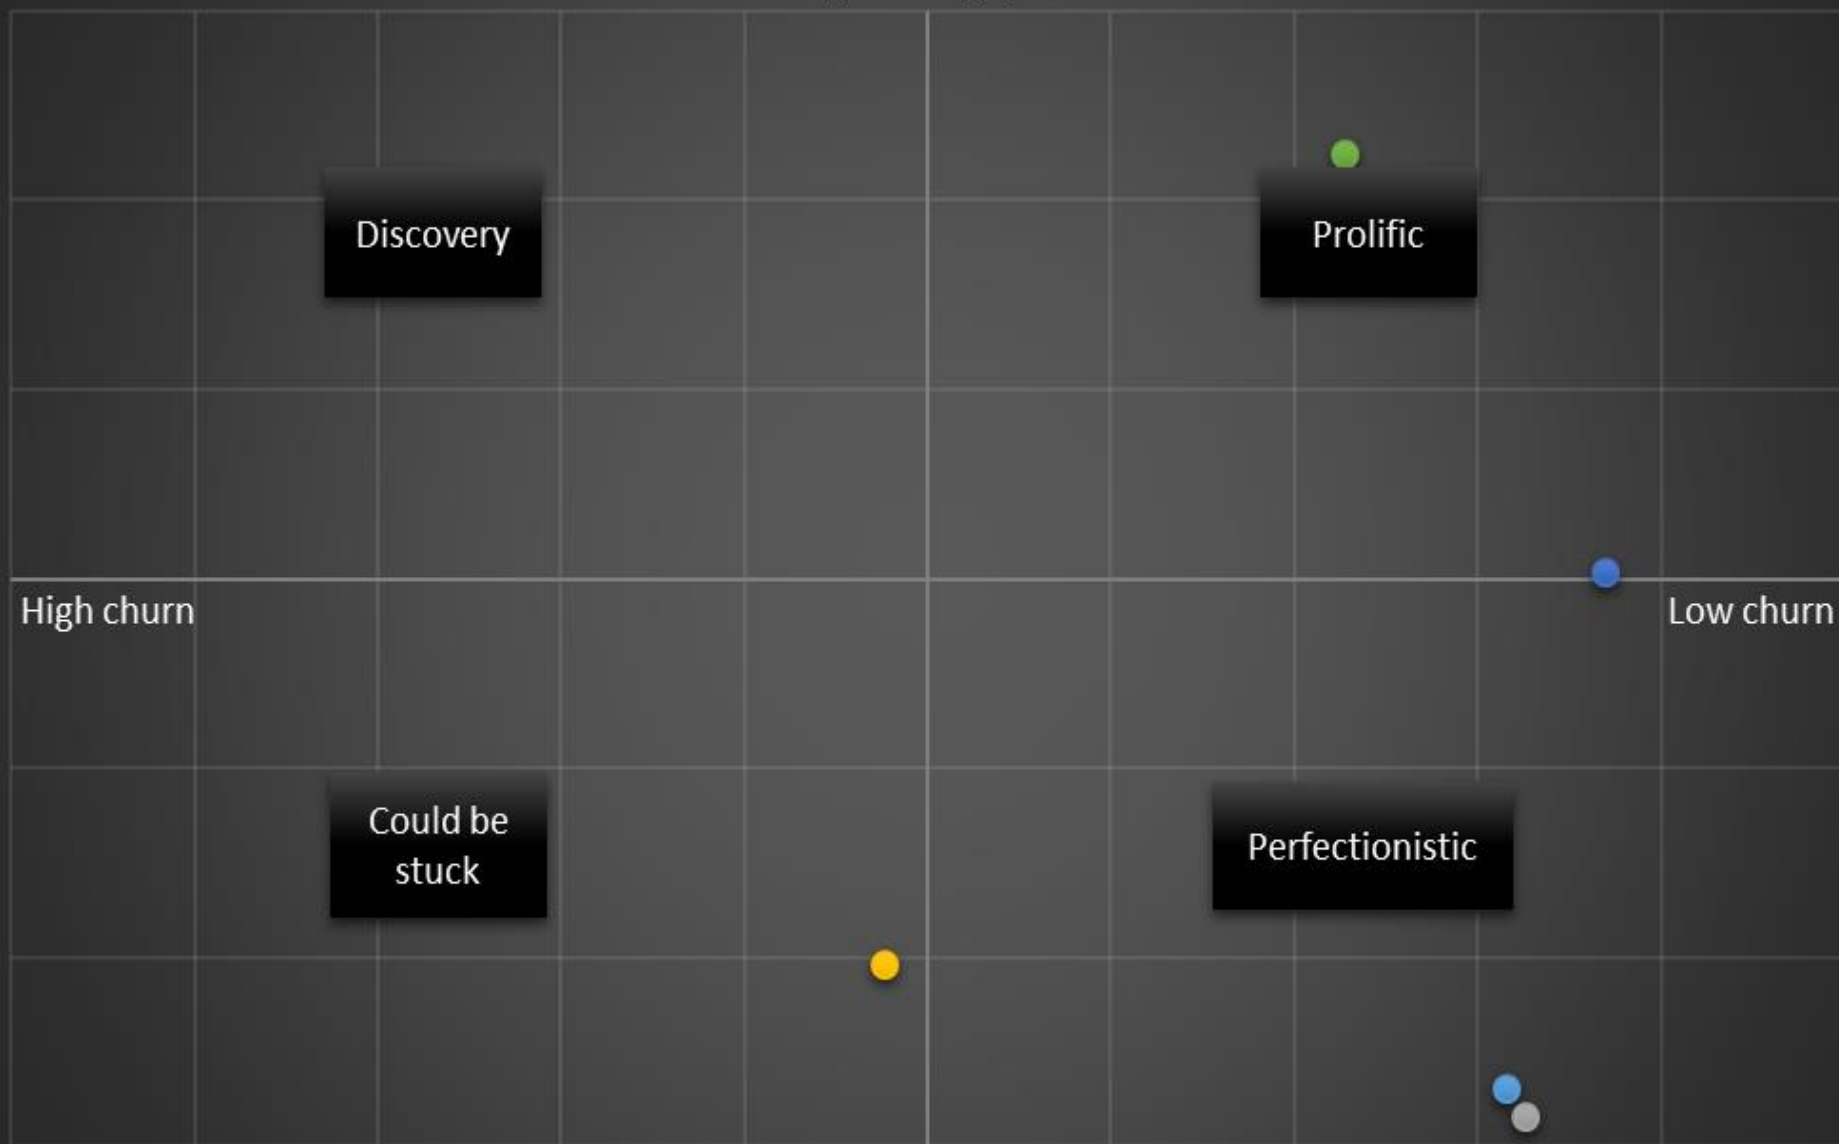 Discovery
Prolific
High churn
Low churn
Could be
stuck
Perfectionistic